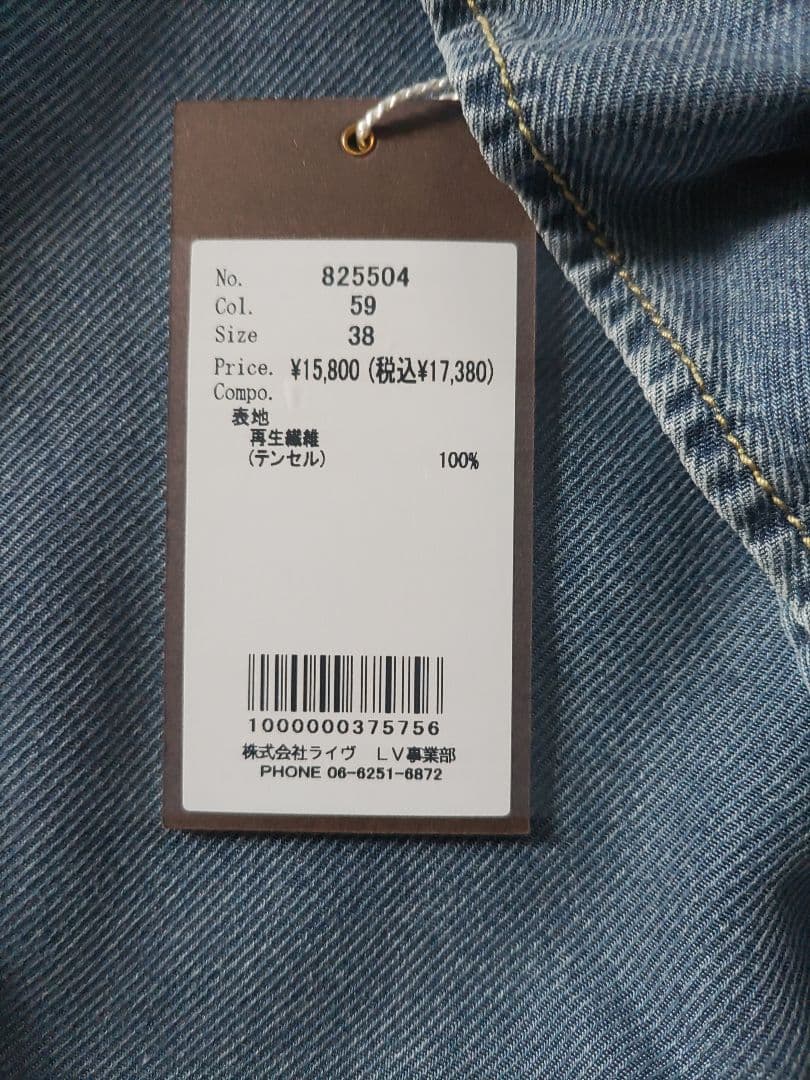 No. 825504
Col. 59
Size 38
Price. ¥15,800 (税込¥17,380)
Compo.
表地
再生繊維
(テンセル) 100%
1000000375756
株式会社ライヴ LV事業部
PHONE 06-6251-6872